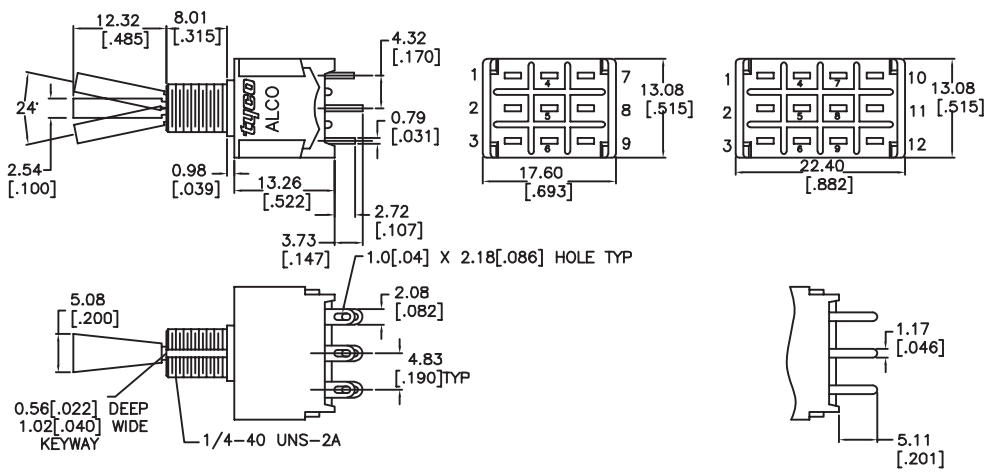 12.32
[.485]
8.01
[.315]
4.32
[.170]
24°
tyco
ALCO
0.79
[.031]
2.54
[.100]
0.98
[.039]
13.26
[.522]
2.72
[.107]
3.73
[.147]
1 4 7
2 5 8
3 6 9
13.08
[.515]
17.60
[.693]
1 4 7 10
2 5 8 11
3 6 9 12
13.08
[.515]
22.40
[.882]
1.0[.04] X 2.18[.086] HOLE TYP
5.08
[.200]
2.08
[.082]
4.83
[.190]TYP
0.56[.022] DEEP
1.02[.040] WIDE
KEYWAY
1/4-40 UNS-2A
1.17
[.046]
5.11
[.201]